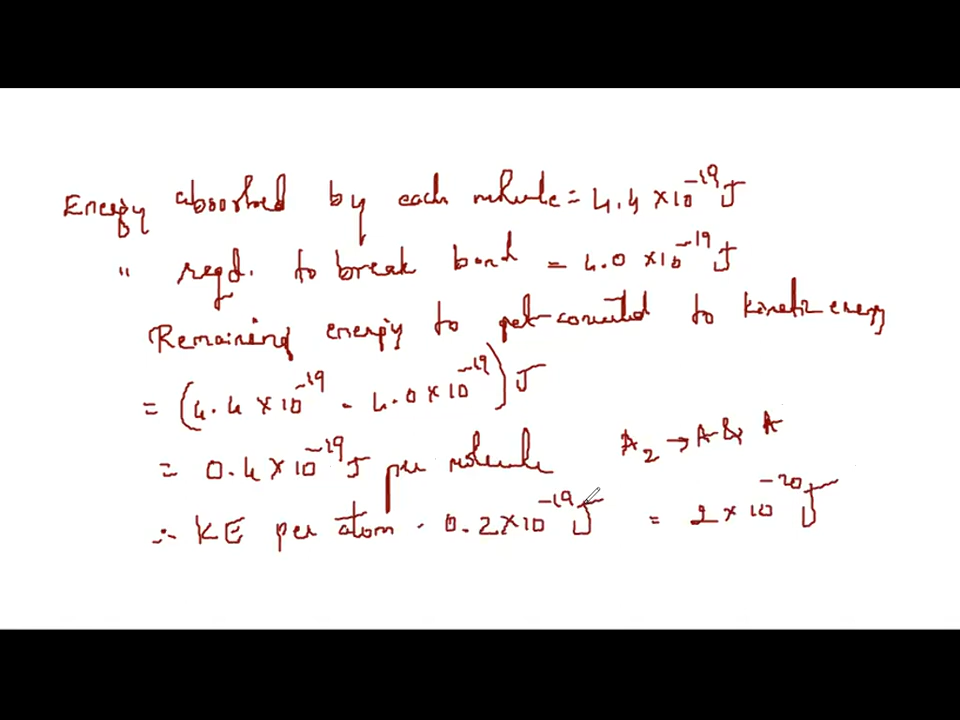 Energy absorbed by each molecule = 4.4 × 10⁻¹⁹ J
" reqd. to break bond = 4.0 × 10⁻¹⁹ J
Remaining energy to get converted to kinetic energy
= (4.4 × 10⁻¹⁹ - 4.0 × 10⁻¹⁹) J
= 0.4 × 10⁻¹⁹ J per molecule A₂ → A & A
∴ KE per atom = 0.2 × 10⁻¹⁹ J = 2 × 10⁻²⁰ J